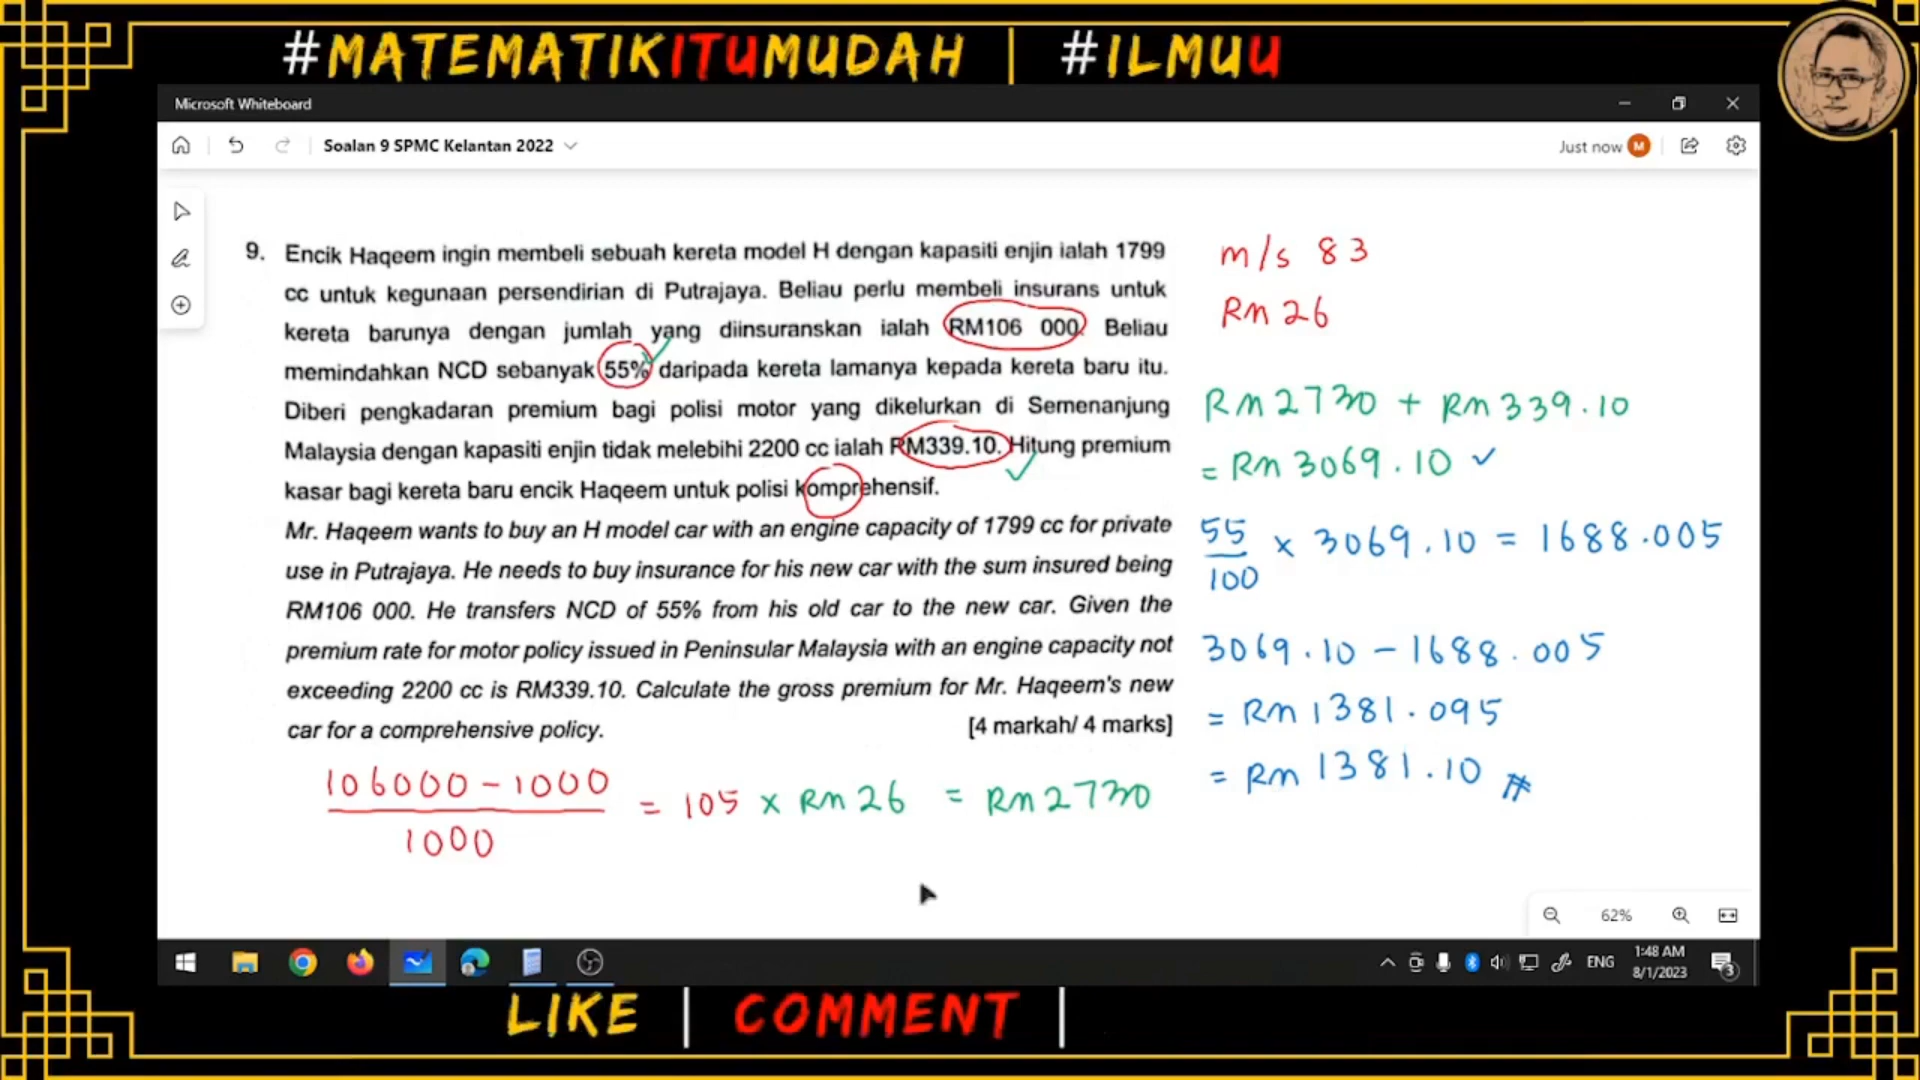 #MATEMATIKITUMUDAH | #ILMUU
Microsoft Whiteboard
Soalan 9 SPMC Kelantan 2022
Just now M
9. Encik Haqeem ingin membeli sebuah kereta model H dengan kapasiti enjin ialah 1799
cc untuk kegunaan persendirian di Putrajaya. Beliau perlu membeli insurans untuk
kereta barunya dengan jumlah yang diinsuranskan ialah RM106 000. Beliau
memindahkan NCD sebanyak 55% daripada kereta lamanya kepada kereta baru itu.
Diberi pengkadaran premium bagi polisi motor yang dikelurkan di Semenanjung
Malaysia dengan kapasiti enjin tidak melebihi 2200 cc ialah RM339.10. Hitung premium
kasar bagi kereta baru encik Haqeem untuk polisi komprehensif.
Mr. Haqeem wants to buy an H model car with an engine capacity of 1799 cc for private
use in Putrajaya. He needs to buy insurance for his new car with the sum insured being
RM106 000. He transfers NCD of 55% from his old car to the new car. Given the
premium rate for motor policy issued in Peninsular Malaysia with an engine capacity not
exceeding 2200 cc is RM339.10. Calculate the gross premium for Mr. Haqeem's new
car for a comprehensive policy. [4 markah/ 4 marks]
106000 - 1000
1000
= 105 x RM 26 = RM 2730
m/s 83
RM 26
RM 2730 + RM 339.10
= RM 3069.10 ✓
55
100
x 3069.10 = 1688.005
3069.10 - 1688.005
= RM 1381.095
= RM 1381.10 #
62%
ENG
1:48 AM
8/1/2023
3
LIKE | COMMENT |